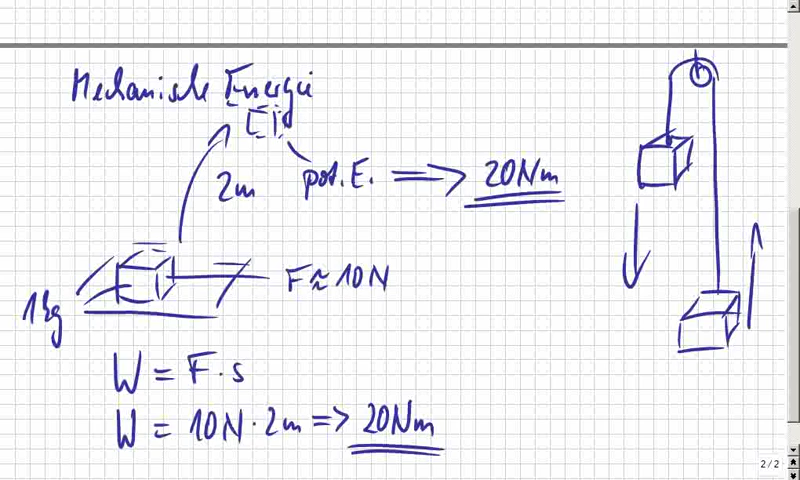 Mechanische Energie
2m
pot. E. => 20Nm
1kg
F ≈ 10N
W = F · s
W = 10N · 2m => 20Nm
2/2